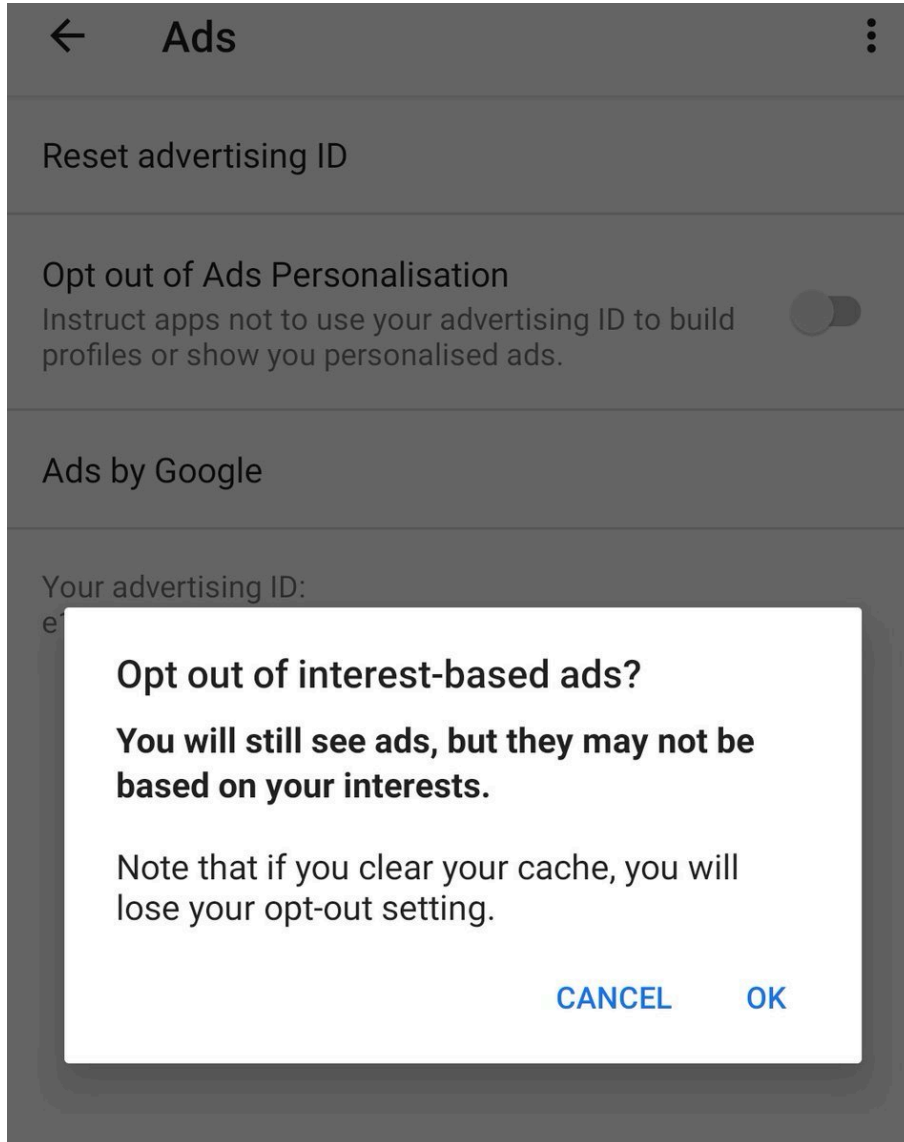 Ads
Reset advertising ID
Opt out of Ads Personalisation
Instruct apps not to use your advertising ID to build
profiles or show you personalised ads.
Ads by Google
Your advertising ID:
Opt out of interest-based ads?
You will still see ads, but they may not be
based on your interests.
Note that if you clear your cache, you will
lose your opt-out setting.
CANCEL OK